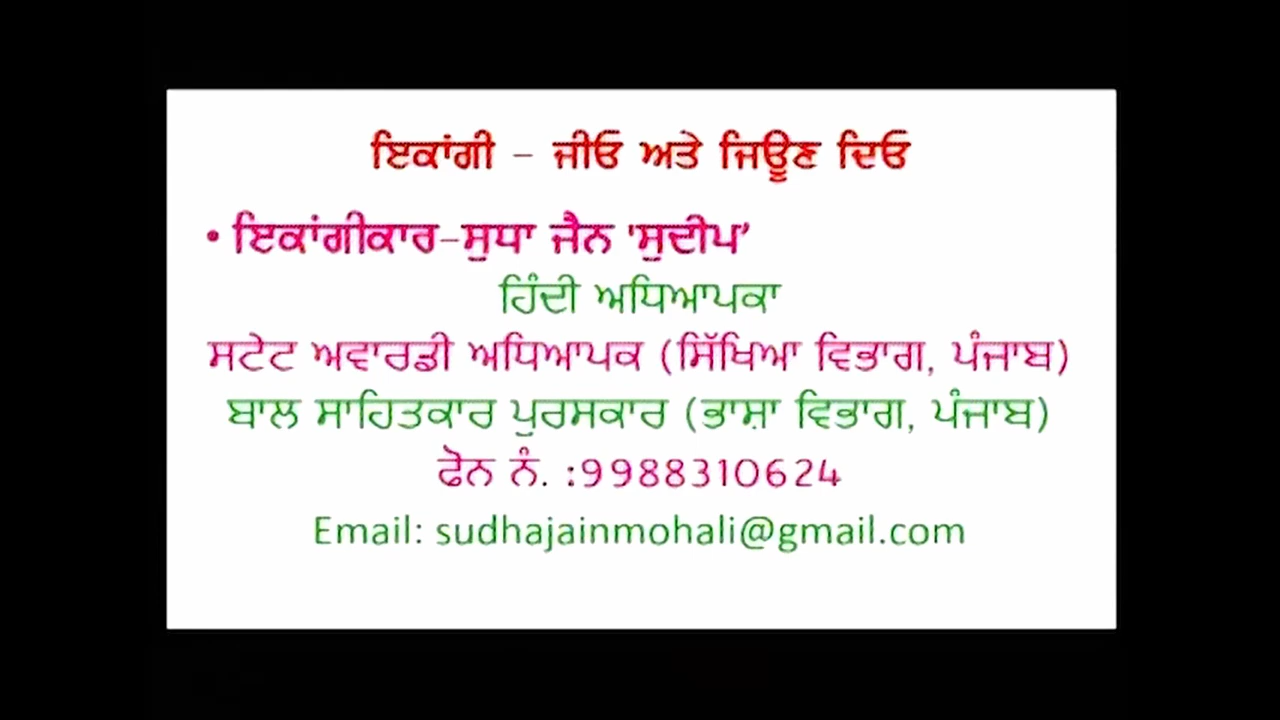 ਇਕਾਂਗੀ - ਜੀਓ ਅਤੇ ਜਿਊਣ ਦਿਓ
• ਇਕਾਂਗੀਕਾਰ-ਸੁਧਾ ਜੈਨ 'ਸੁਦੀਪ’
ਹਿੰਦੀ ਅਧਿਆਪਕਾ
ਸਟੇਟ ਅਵਾਰਡੀ ਅਧਿਆਪਕ (ਸਿੱਖਿਆ ਵਿਭਾਗ, ਪੰਜਾਬ)
ਬਾਲ ਸਾਹਿਤਕਾਰ ਪੁਰਸਕਾਰ (ਭਾਸ਼ਾ ਵਿਭਾਗ, ਪੰਜਾਬ)
ਫੋਨ ਨੰ. :9988310624
Email: sudhajainmohali@gmail.com